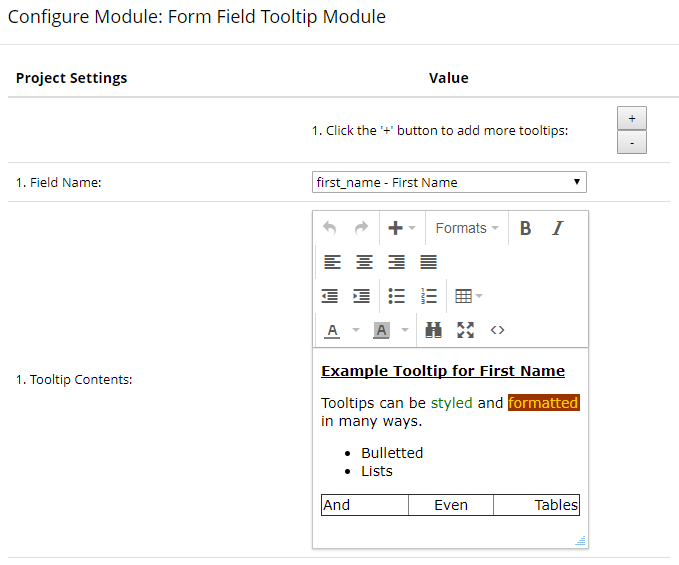 Configure Module: Form Field Tooltip Module
Project Settings Value
1. Click the '+' button to add more tooltips: +
-
1. Field Name: first_name - First Name
Formats B I
A A <>
1. Tooltip Contents:
Example Tooltip for First Name
Tooltips can be styled and formatted
in many ways.
• Bulletted
• Lists
And Even Tables